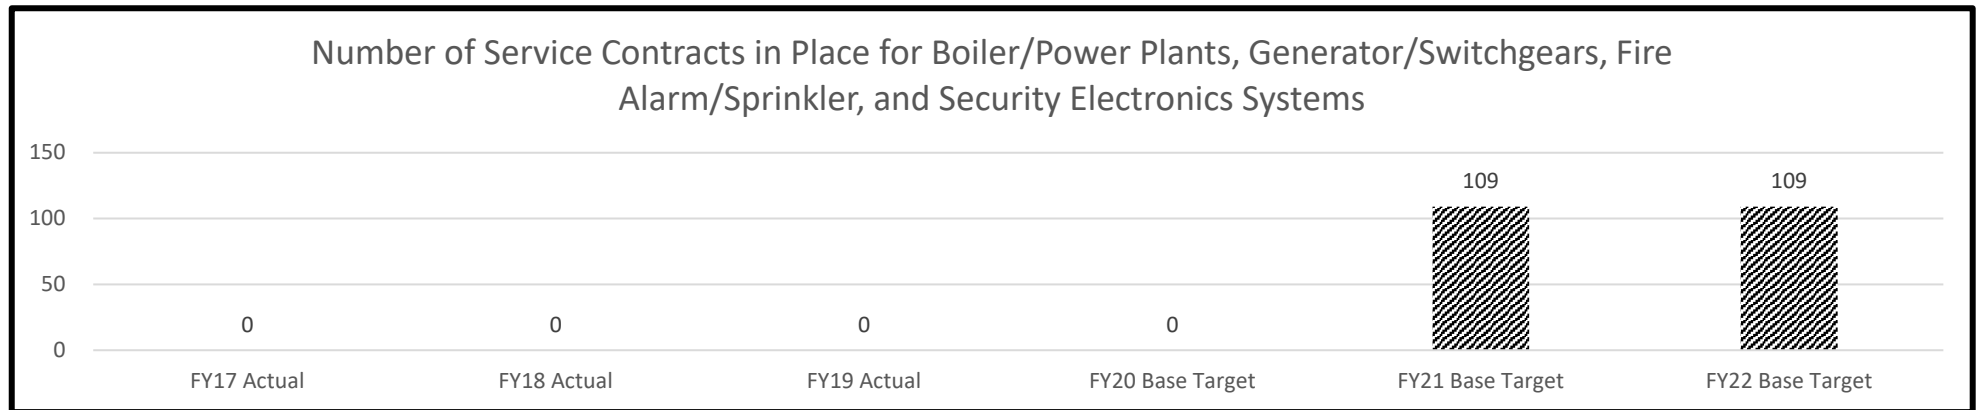 Number of Service Contracts in Place for Boiler/Power Plants, Generator/Switchgears, Fire
Alarm/Sprinkler, and Security Electronics Systems
150
100
50
0
0
0
0
0
109
109
FY17 Actual
FY18 Actual
FY19 Actual
FY20 Base Target
FY21 Base Target
FY22 Base Target